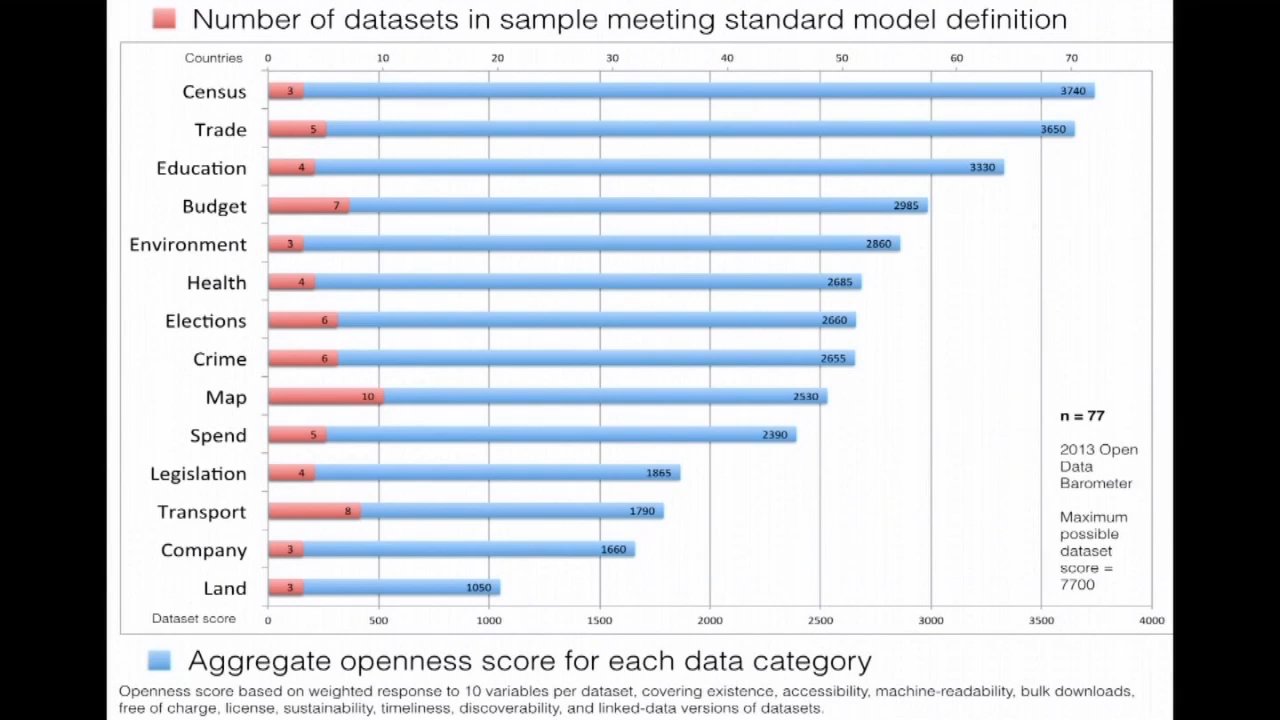 Number of datasets in sample meeting standard model definition
Countries 0 10 20 30 40 50 60 70
Census 3 3740
Trade 5 3650
Education 4 3330
Budget 7 2985
Environment 3 2860
Health 4 2685
Elections 6 2660
Crime 6 2655
Map 10 2530
Spend 5 2390
Legislation 4 1865
Transport 8 1790
Company 3 1660
Land 3 1050
n = 77
2013 Open
Data
Barometer
Maximum
possible
dataset
score =
7700
Dataset score 0 500 1000 1500 2000 2500 3000 3500 4000
Aggregate openness score for each data category
Openness score based on weighted response to 10 variables per dataset, covering existence, accessibility, machine-readability, bulk downloads,
free of charge, license, sustainability, timeliness, discoverability, and linked-data versions of datasets.